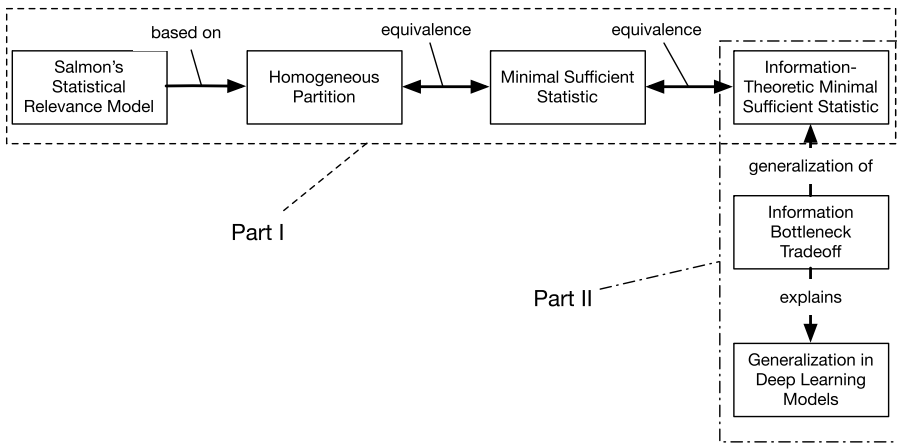 based on
equivalence
equivalence
Salmon's
Statistical
Relevance Model
Homogeneous
Partition
Minimal Sufficient
Statistic
Information-
Theoretic Minimal
Sufficient Statistic
generalization of
Part I
Information
Bottleneck
Tradeoff
Part II
explains
Generalization in
Deep Learning
Models